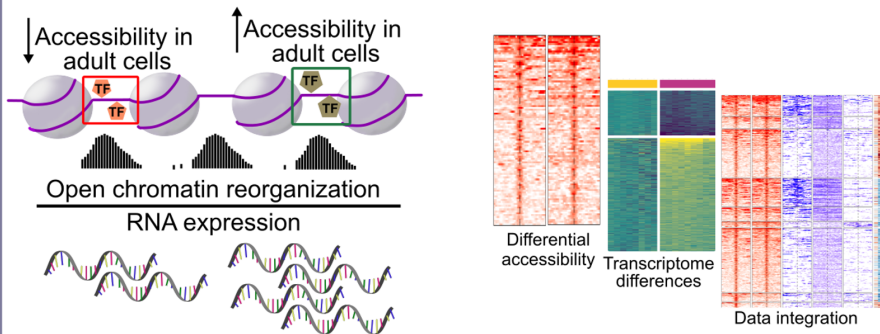 Accessibility in
adult cells
Accessibility in
adult cells
TF
TF
TF
TF
Open chromatin reorganization
RNA expression
Differential
accessibility
Transcriptome
differences
Data integration